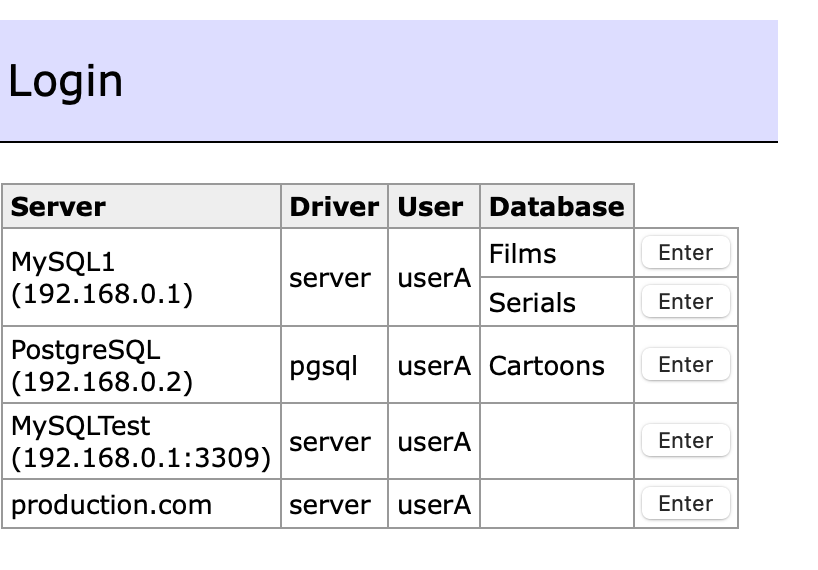 Login
Server Driver User Database
MySQL1
(192.168.0.1)
server
userA
Films
Enter
Serials
Enter
PostgreSQL
(192.168.0.2)
pgsql
userA
Cartoons
Enter
MySQLTest
(192.168.0.1:3309)
server
userA
Enter
production.com
server
userA
Enter